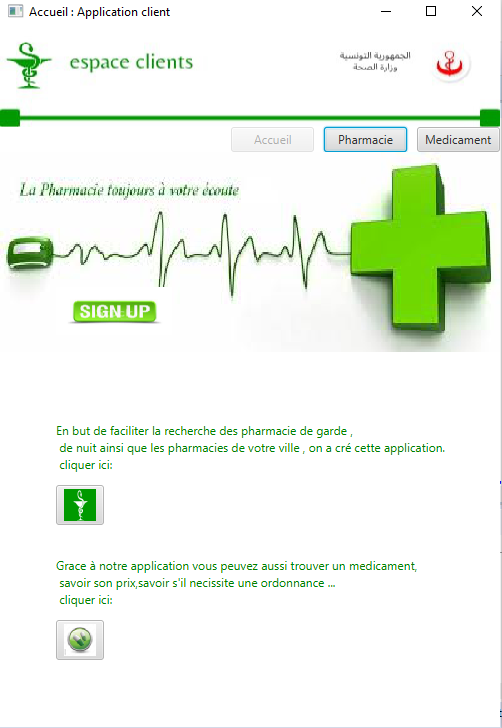 Accueil : Application client
espace clients
الجمهورية التونسية
وزارة الصحة
Accueil
Pharmacie
Medicament
La Pharmacie toujours à votre écoute
SIGN UP
En but de faciliter la recherche des pharmacie de garde ,
de nuit ainsi que les pharmacies de votre ville , on a cré cette application.
cliquer ici:
Grace à notre application vous peuvez aussi trouver un medicament,
savoir son prix,savoir s'il necissite une ordonnance ...
cliquer ici: